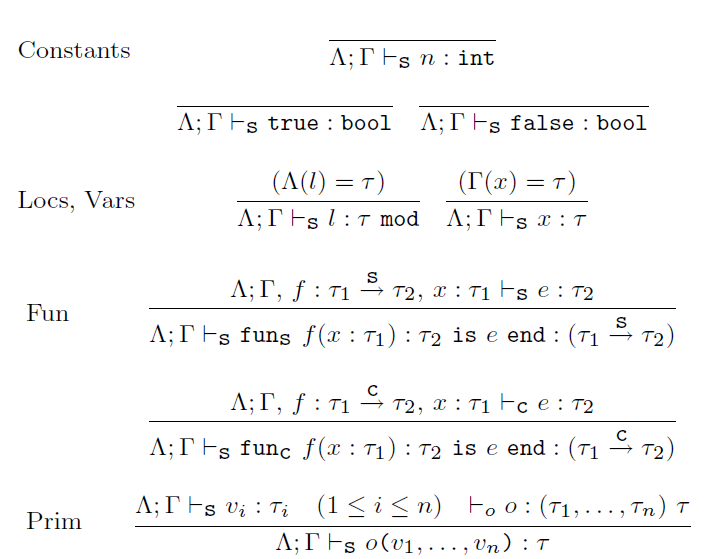 Constants Λ; Γ ⊢S n : int
Λ; Γ ⊢S true : bool Λ; Γ ⊢S false : bool
(Λ(l) = τ) (Γ(x) = τ)
Locs, Vars
Λ; Γ ⊢S l : τ mod Λ; Γ ⊢S x : τ
Λ; Γ, f : τ₁ →ˢ τ₂, x : τ₁ ⊢S e : τ₂
Fun
Λ; Γ ⊢S funS f(x : τ₁) : τ₂ is e end : (τ₁ →ˢ τ₂)
Λ; Γ, f : τ₁ →ᶜ τ₂, x : τ₁ ⊢C e : τ₂
Λ; Γ ⊢S funC f(x : τ₁) : τ₂ is e end : (τ₁ →ᶜ τ₂)
Λ; Γ ⊢S vᵢ : τᵢ (1 ≤ i ≤ n) ⊢ₒ o : (τ₁, . . . , τₙ) τ
Prim
Λ; Γ ⊢S o(v₁, . . . , vₙ) : τ